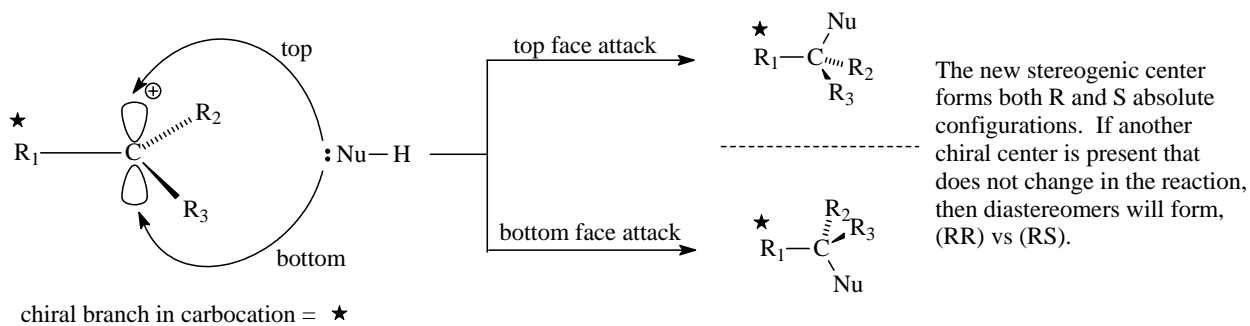 top
R₁ C ⊕ R₂ R₃
:Nu H
bottom
chiral branch in carbocation = ★
top face attack
bottom face attack
Nu
R₁ C R₂
R₃
R₂
R₁ C R₃
Nu
The new stereogenic center
forms both R and S absolute
configurations. If another
chiral center is present that
does not change in the reaction,
then diastereomers will form,
(RR) vs (RS).